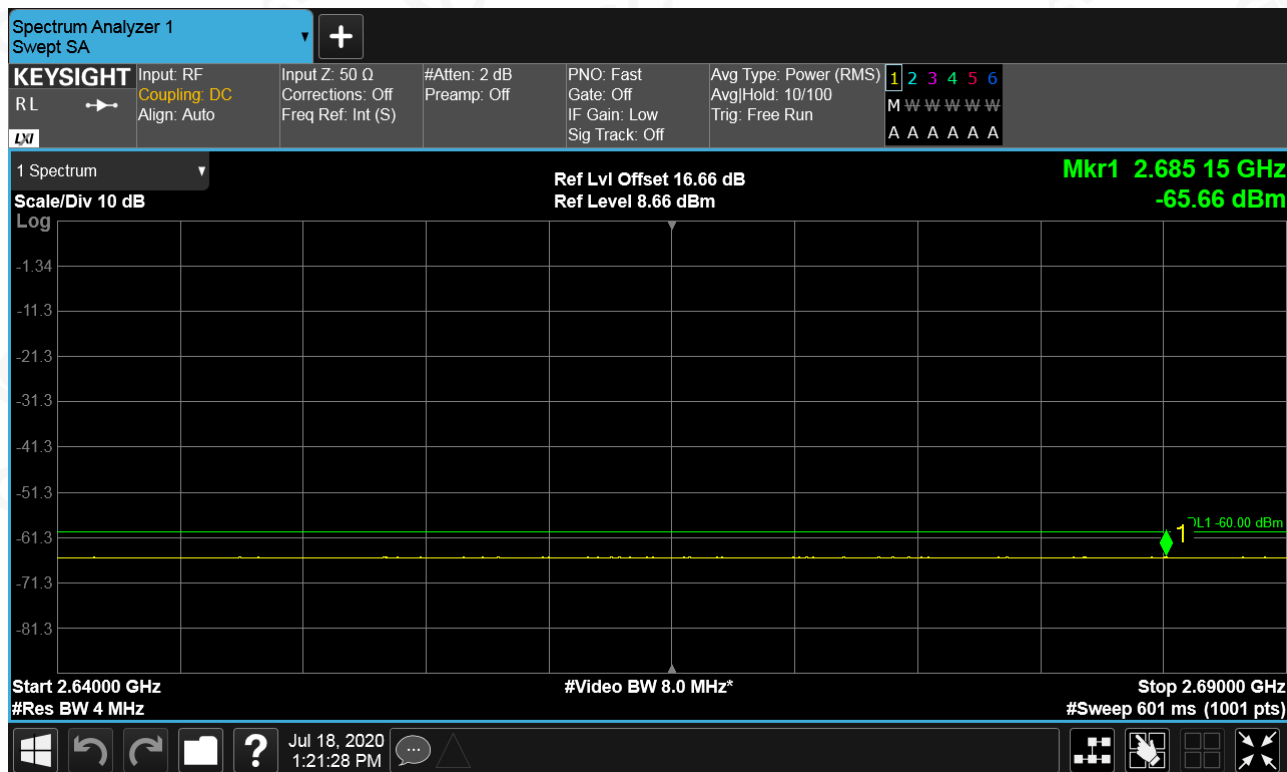 Spectrum Analyzer 1
Swept SA
+
KEYSIGHT
RL
LXI
Input: RF
Coupling: DC
Align: Auto
Input Z: 50 Ω
Corrections: Off
Freq Ref: Int (S)
#Atten: 2 dB
Preamp: Off
PNO: Fast
Gate: Off
IF Gain: Low
Sig Track: Off
Avg Type: Power (RMS)
Avg|Hold: 10/100
Trig: Free Run
1 2 3 4 5 6
M W W W W W
A A A A A A
1 Spectrum
Scale/Div 10 dB
Log
Ref Lvl Offset 16.66 dB
Ref Level 8.66 dBm
Mkr1 2.685 15 GHz
-65.66 dBm
-1.34
-11.3
-21.3
-31.3
-41.3
-51.3
-61.3
-71.3
-81.3
DL1 -60.00 dBm
1
Start 2.64000 GHz
#Res BW 4 MHz
#Video BW 8.0 MHz*
Stop 2.69000 GHz
#Sweep 601 ms (1001 pts)
?
Jul 18, 2020
1:21:28 PM